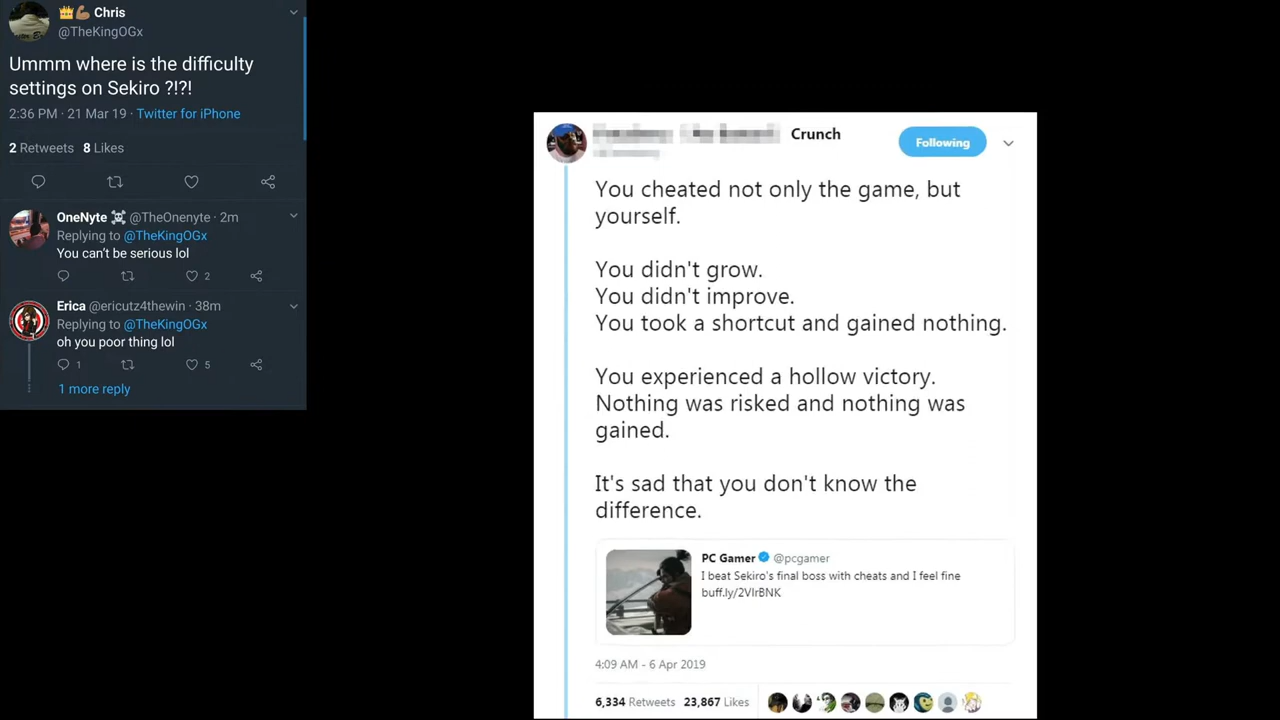 Chris
@TheKingOGx
Ummm where is the difficulty
settings on Sekiro ?!?!
2:36 PM · 21 Mar 19 · Twitter for iPhone
2 Retweets 8 Likes
OneNyte @TheOnenyte · 2m
Replying to @TheKingOGx
You can't be serious lol
2
Erica @ericutz4thewin · 38m
Replying to @TheKingOGx
oh you poor thing lol
1 5
1 more reply
Crunch
Following
You cheated not only the game, but
yourself.
You didn't grow.
You didn't improve.
You took a shortcut and gained nothing.
You experienced a hollow victory.
Nothing was risked and nothing was
gained.
It's sad that you don't know the
difference.
PC Gamer @pcgamer
I beat Sekiro's final boss with cheats and I feel fine
buff.ly/2VIrBNK
4:09 AM - 6 Apr 2019
6,334 Retweets 23,867 Likes